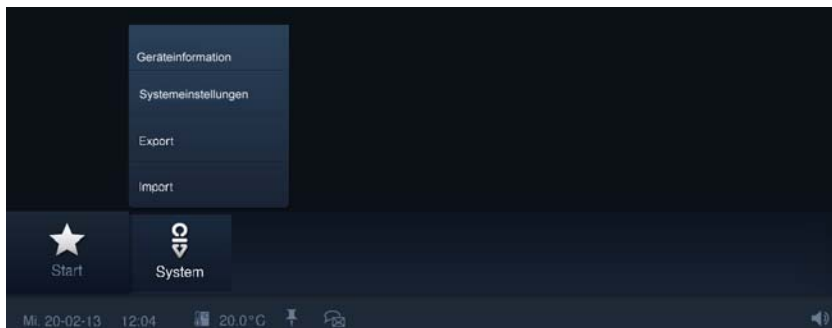 Geräteinformation
Systemeinstellungen
Export
Import
Start
System
Mi. 20-02-13 12:04 20.0°C